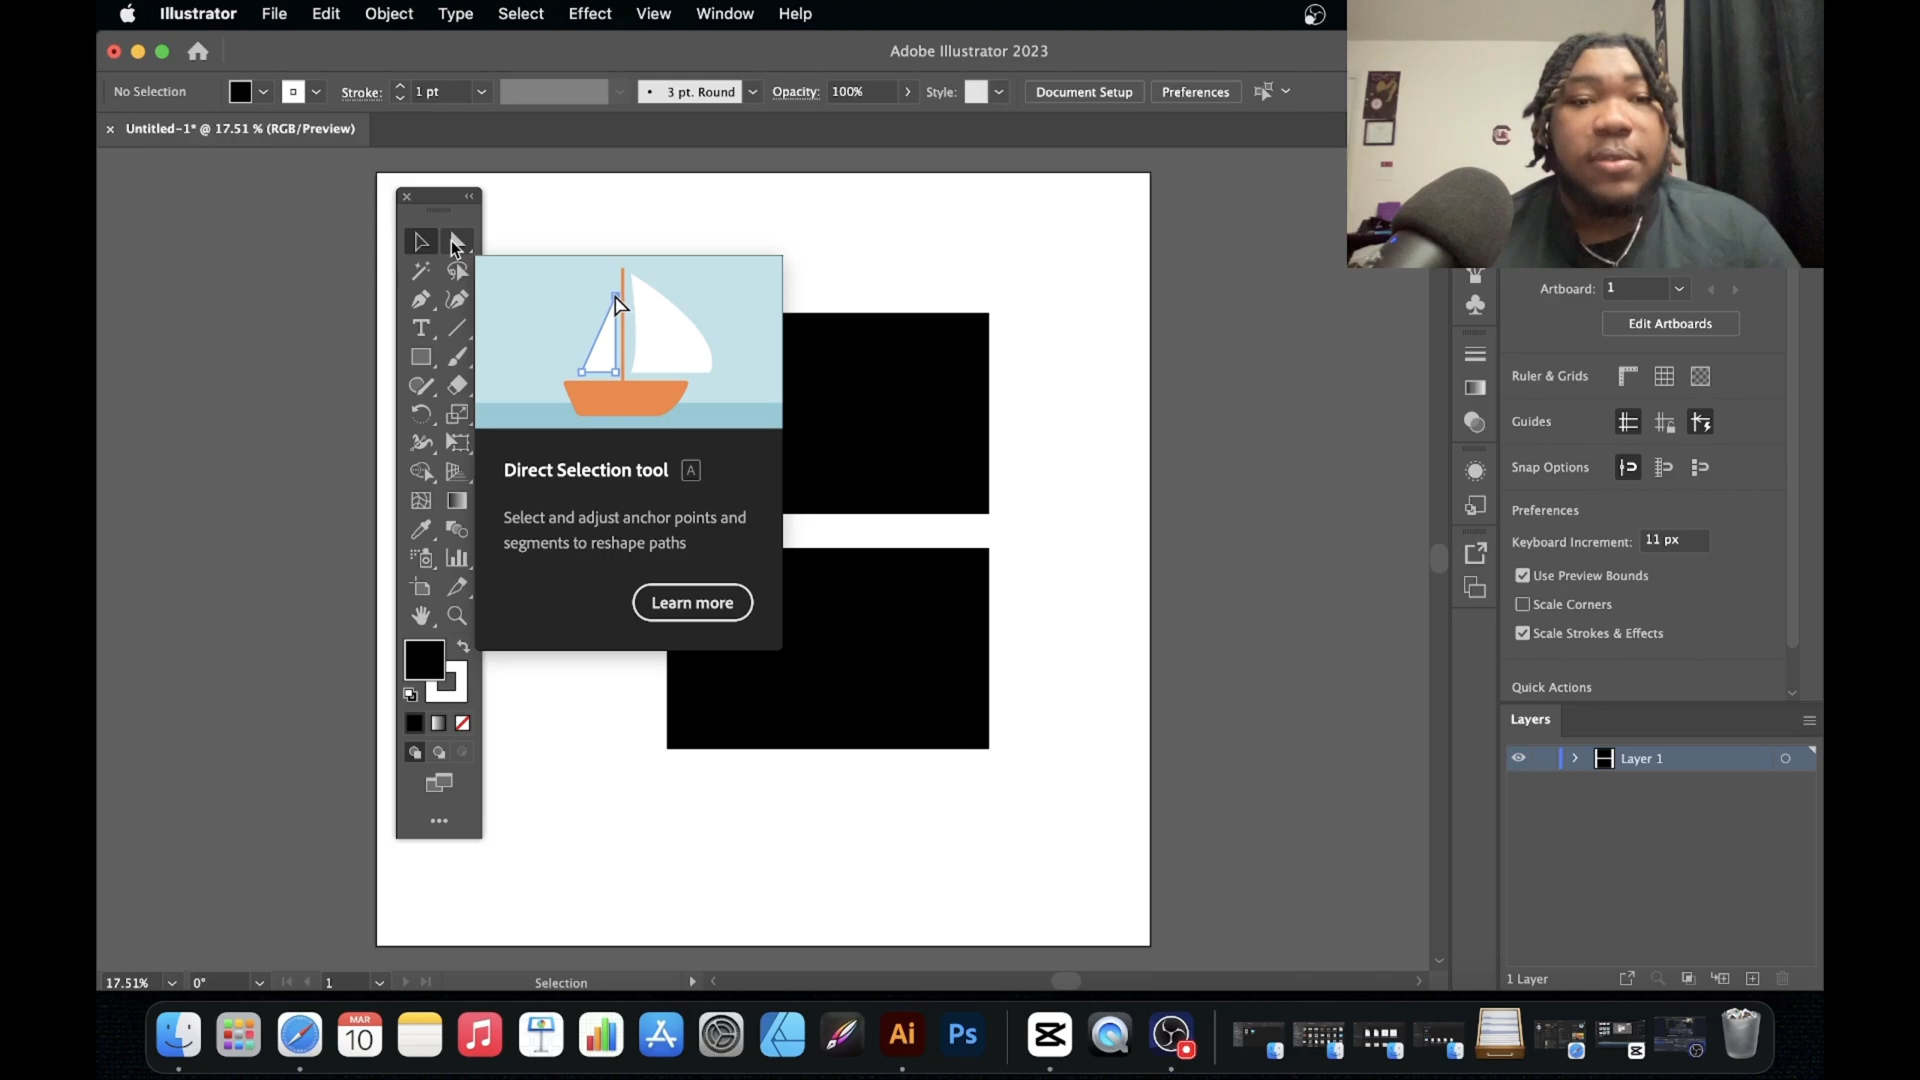 Illustrator File Edit Object Type Select Effect View Window Help
Adobe Illustrator 2023
No Selection Stroke: 1 pt 3 pt. Round Opacity: 100% Style: Document Setup Preferences
Untitled-1* @ 17.51 % (RGB/Preview)
Artboard: 1
Edit Artboards
Ruler & Grids
Guides
Snap Options
Preferences
Keyboard Increment: 11 px
Use Preview Bounds
Scale Corners
Scale Strokes & Effects
Quick Actions
Direct Selection tool A
Select and adjust anchor points and
segments to reshape paths
Learn more
Layers
Layer 1
1 Layer
17.51% 0° 1 Selection
MAR
10
Ai
Ps